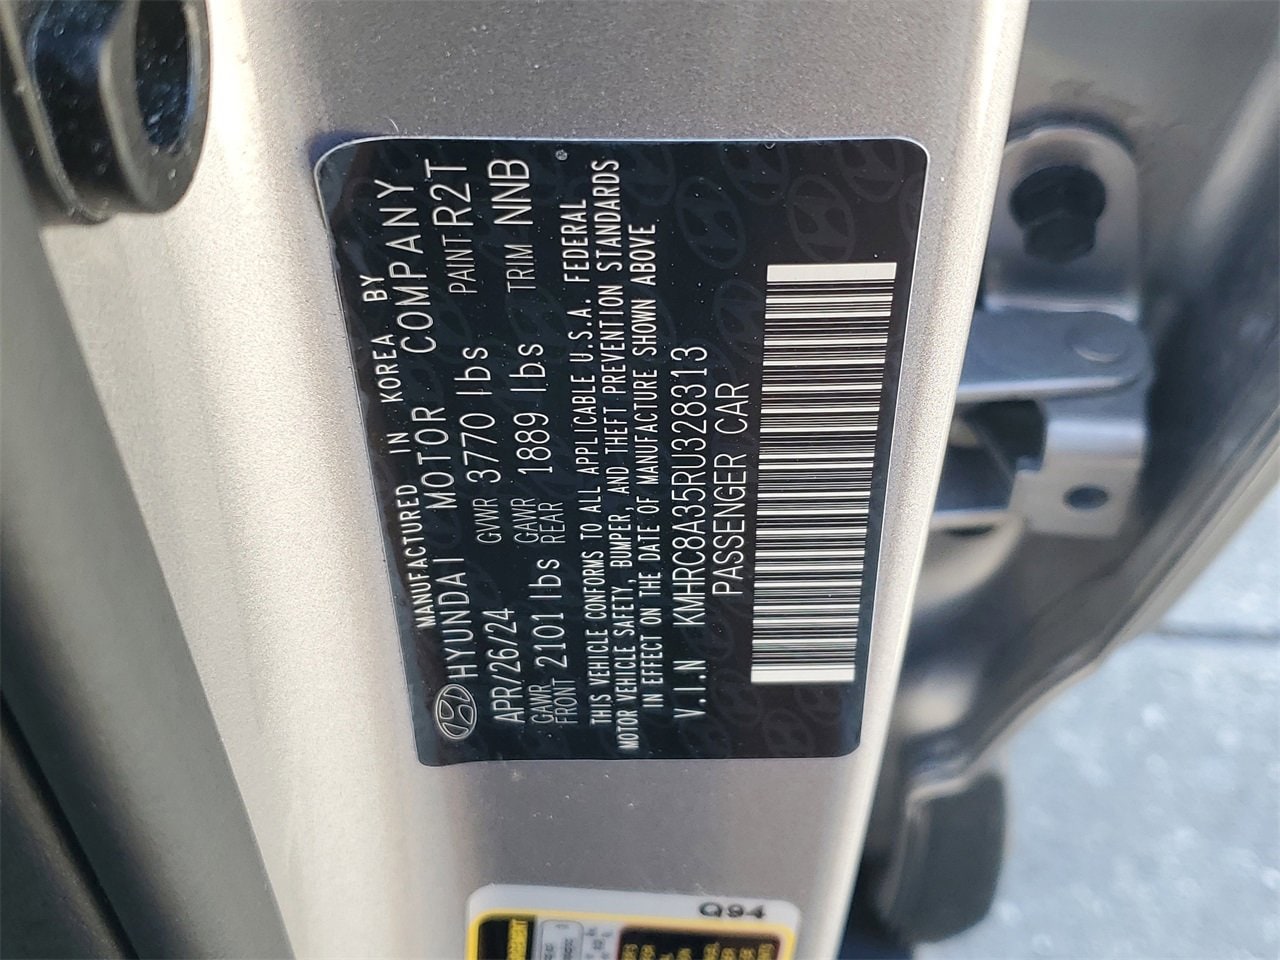 MANUFACTURED IN KOREA BY
HYUNDAI MOTOR COMPANY
APR/26/24 GVWR 3770 lbs PAINT R2T
GAWR FRONT 2101 lbs GAWR REAR 1889 lbs TRIM NNB
THIS VEHICLE CONFORMS TO ALL APPLICABLE U.S.A. FEDERAL
MOTOR VEHICLE SAFETY, BUMPER, AND THEFT PREVENTION STANDARDS
IN EFFECT ON THE DATE OF MANUFACTURE SHOWN ABOVE
V.I.N KMHRC8A35RU328313
PASSENGER CAR
Q94